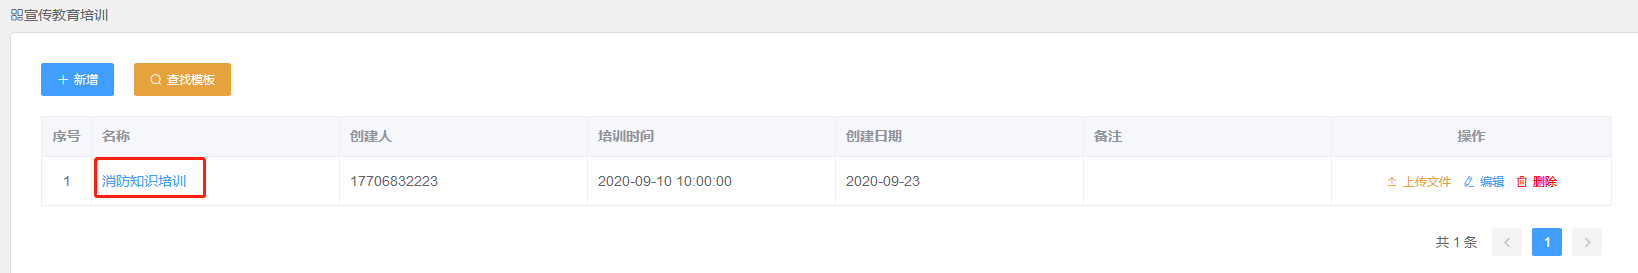 宣传教育培训
新增 查找模板
序号 名称 创建人 培训时间 创建日期 备注 操作
1 消防知识培训 17706832223 2020-09-10 10:00:00 2020-09-23 上传文件 编辑 删除
共 1 条 1